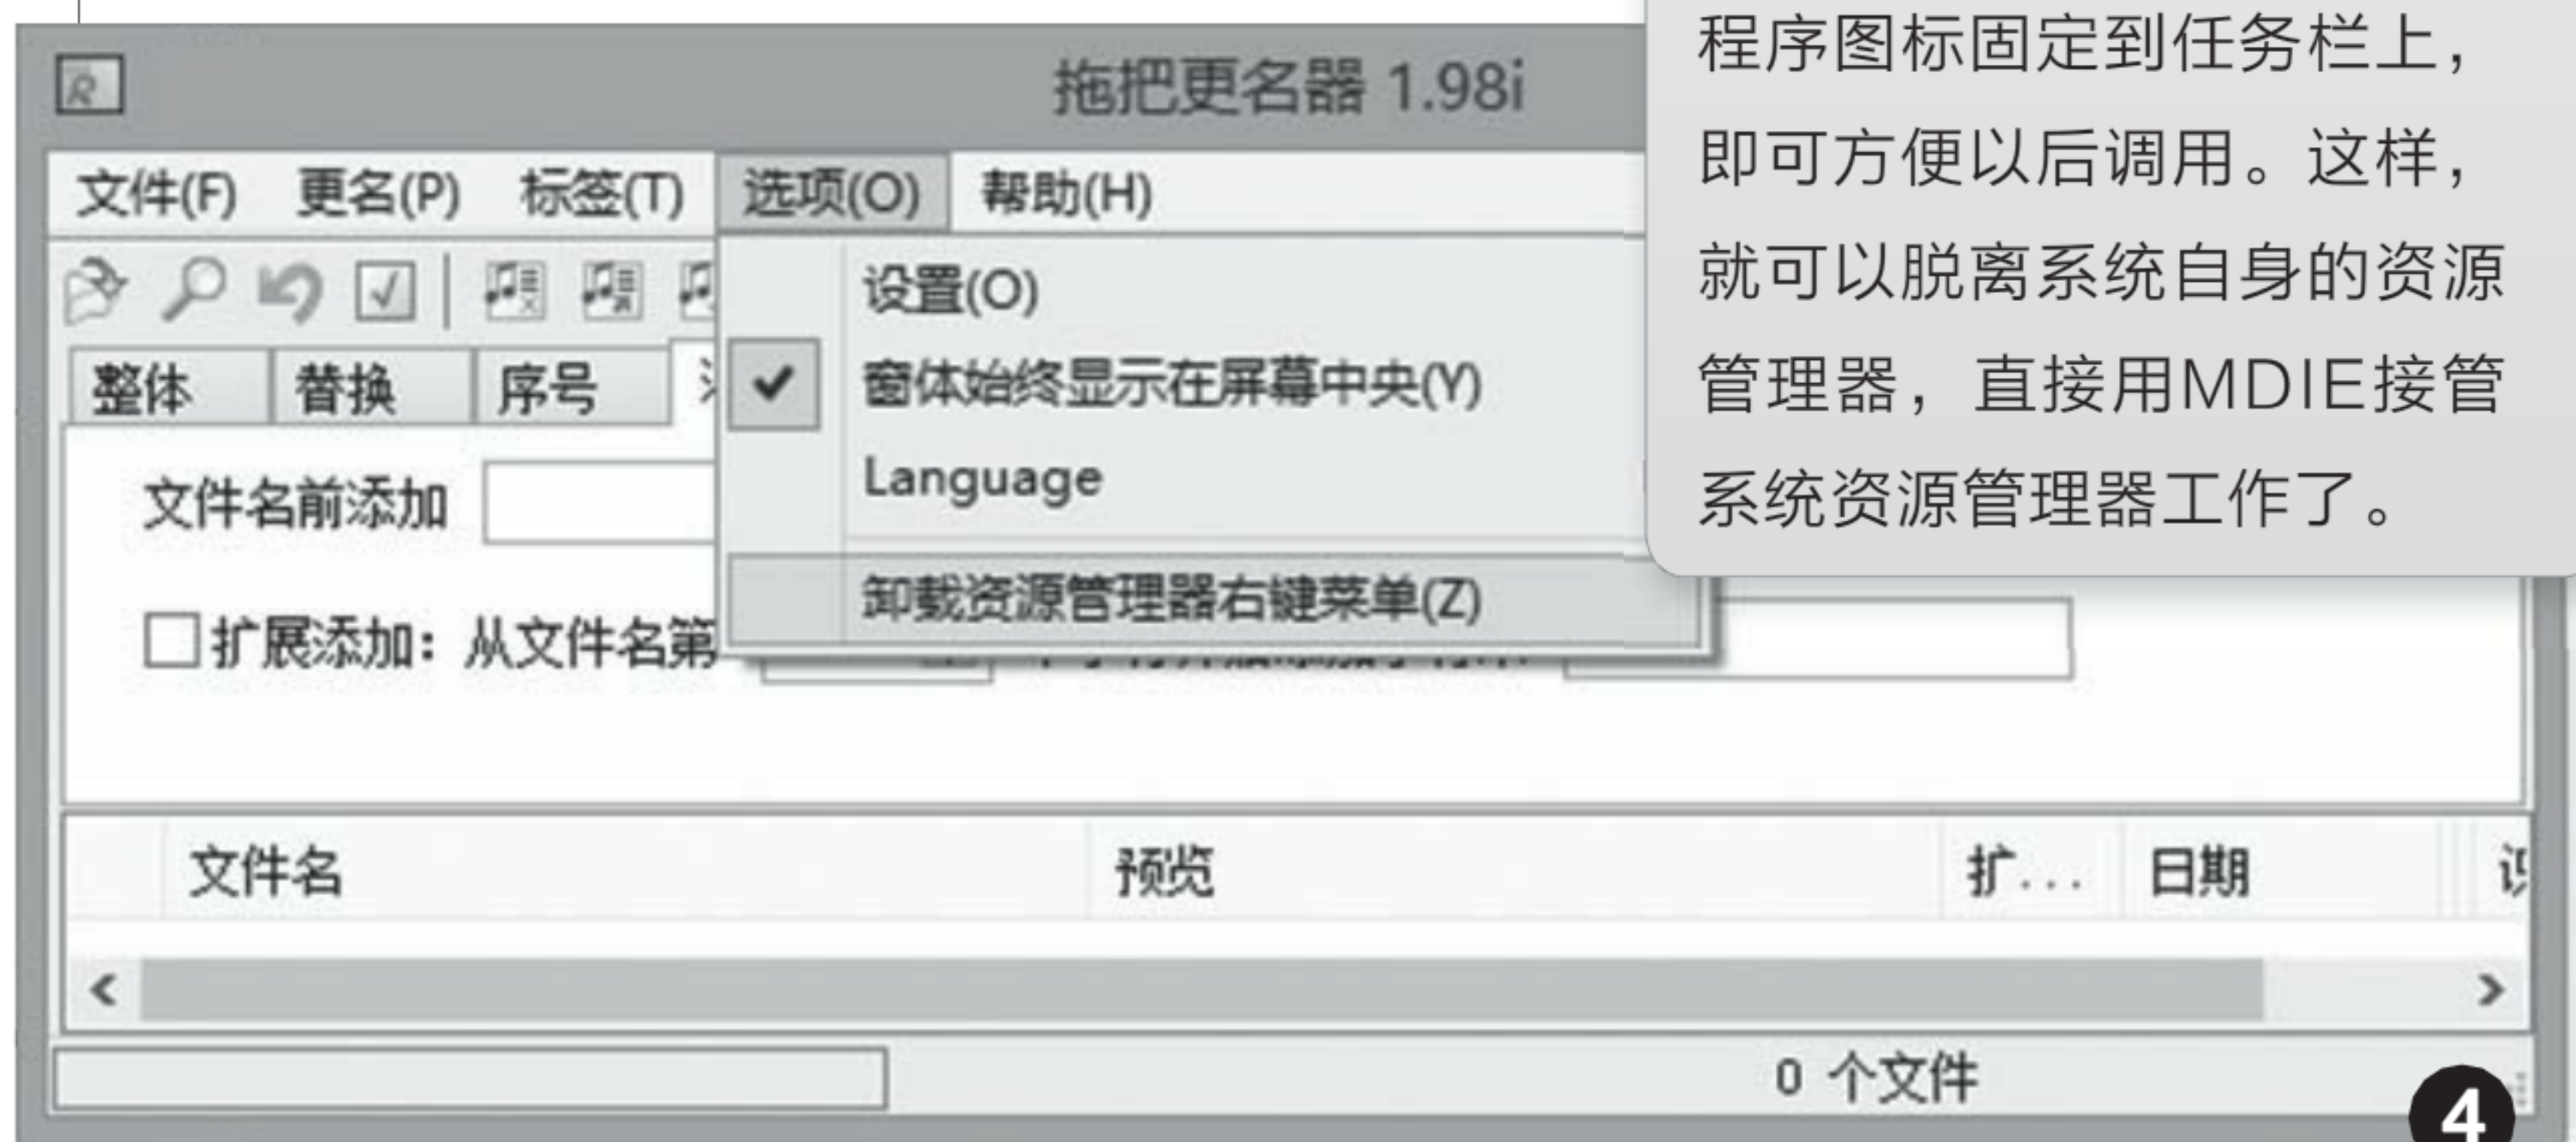 拖把更名器 1.98i
文件(F) 更名(P) 标签(T) 选项(O) 帮助(H)
设置(O)
整体 替换 序号
窗体始终显示在屏幕中央(Y)
Language
文件名前添加
卸载资源管理器右键菜单(Z)
扩展添加：从文件名第
文件名 预览 扩... 日期
0 个文件
4
程序图标固定到任务栏上，
即可方便以后调用。这样，
就可以脱离系统自身的资源
管理器，直接用MDIE接管
系统资源管理器工作了。